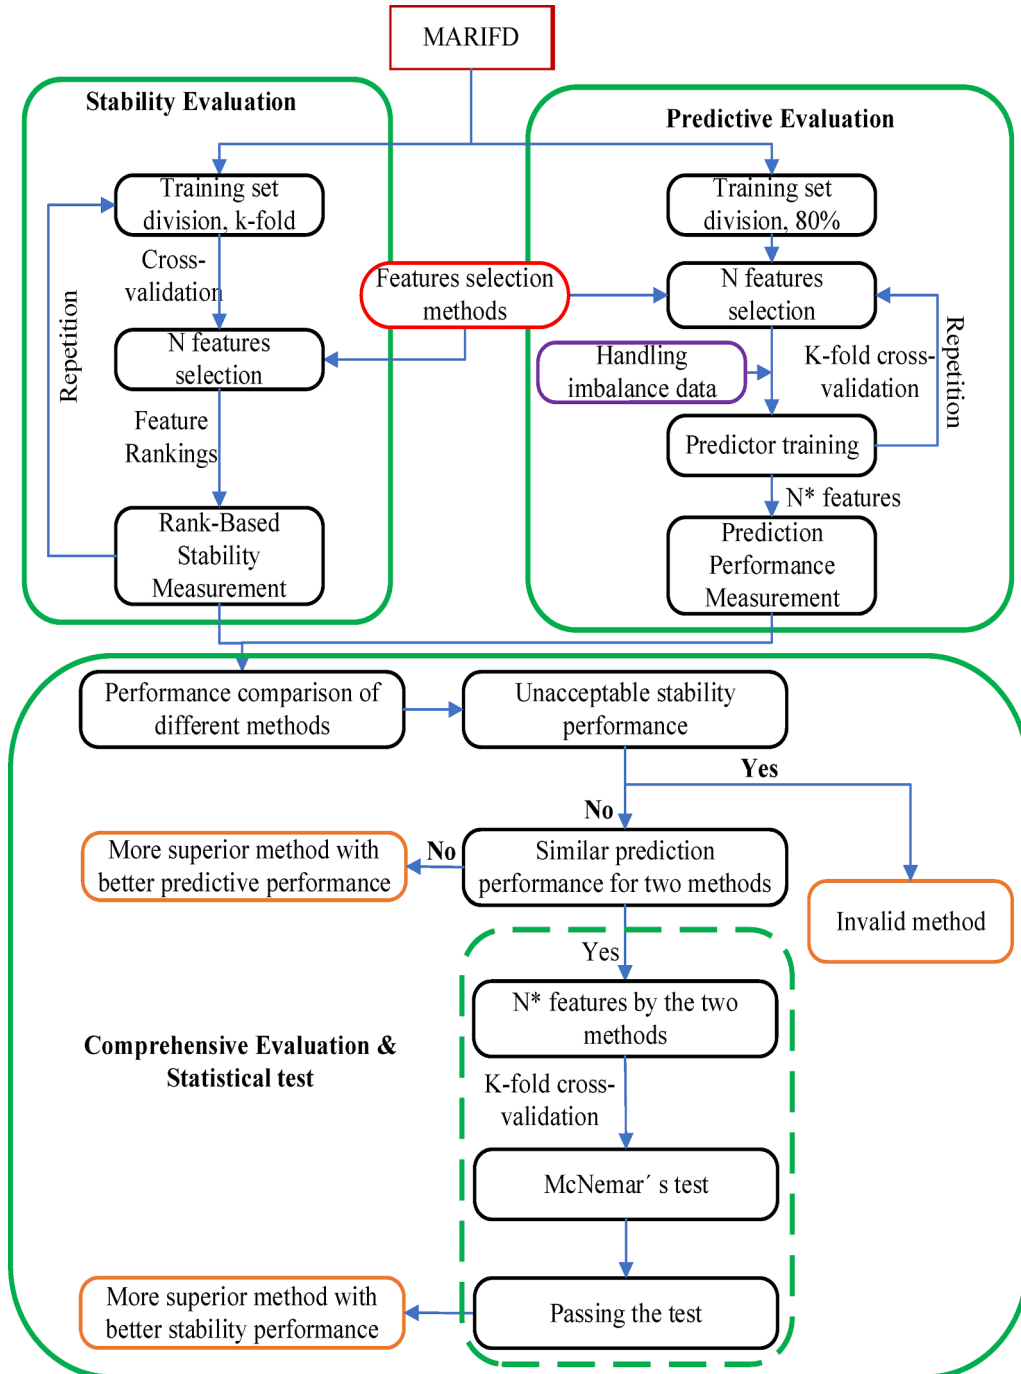 MARIFD
Stability Evaluation
Training set
division, k-fold
Cross-
validation
Repetition
N features
selection
Feature
Rankings
Rank-Based
Stability
Measurement
Features selection
methods
Predictive Evaluation
Training set
division, 80%
N features
selection
Handling
imbalance data
K-fold cross-
validation
Repetition
Predictor training
N* features
Prediction
Performance
Measurement
Performance comparison of
different methods
Unacceptable stability
performance
Yes
No
Similar prediction
performance for two methods
No
More superior method with
better predictive performance
Invalid method
Yes
N* features by the two
methods
Comprehensive Evaluation &
Statistical test
K-fold cross-
validation
McNemar´ s test
Passing the test
More superior method with
better stability performance